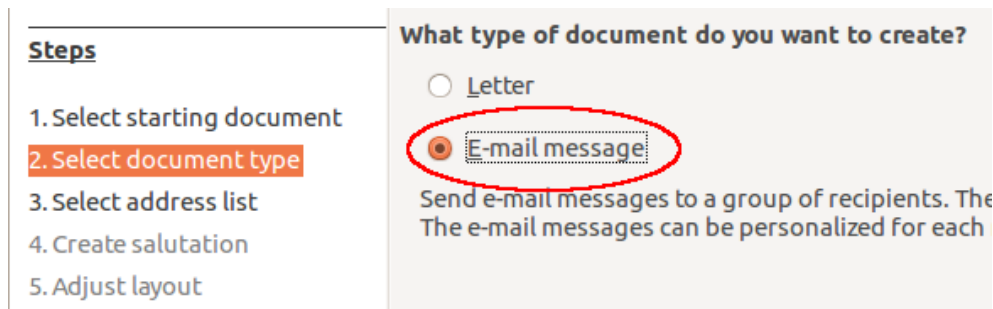 Steps
1. Select starting document
2. Select document type
3. Select address list
4. Create salutation
5. Adjust layout
What type of document do you want to create?
Letter
E-mail message
Send e-mail messages to a group of recipients. The
The e-mail messages can be personalized for each